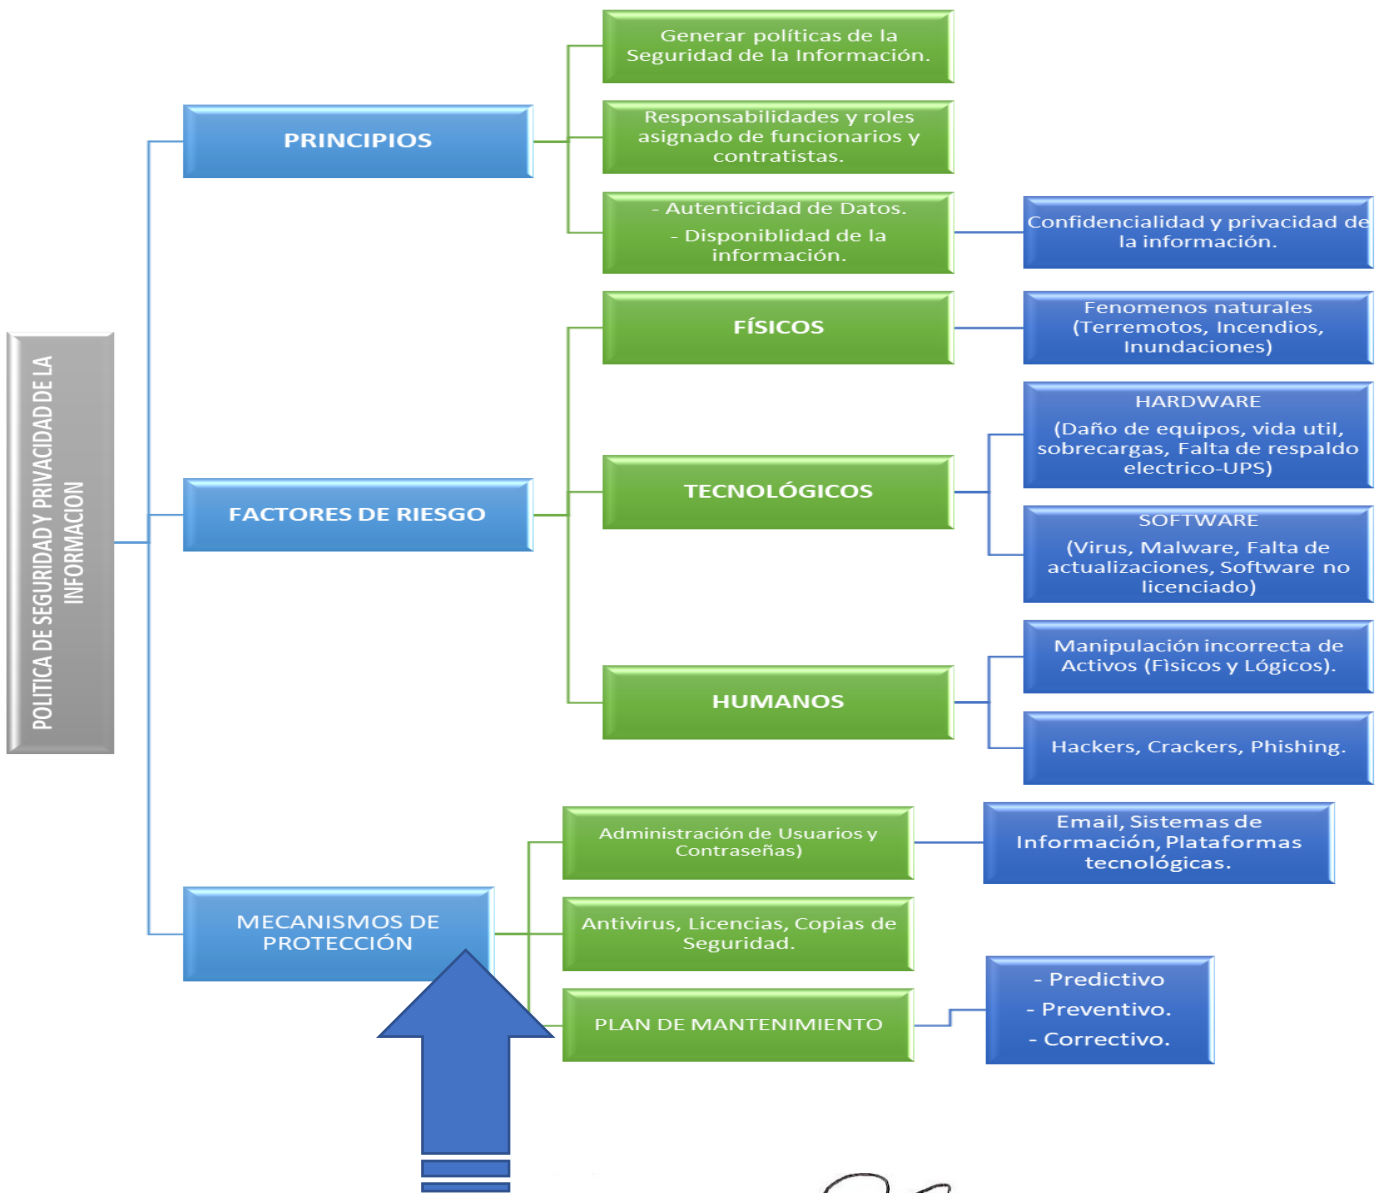 POLITICA DE SEGURIDAD Y PRIVACIDAD DE LA
INFORMACION
PRINCIPIOS
Generar políticas de la
Seguridad de la Información.
Responsabilidades y roles
asignado de funcionarios y
contratistas.
- Autenticidad de Datos.
- Disponiblidad de la
información.
Confidencialidad y privacidad de
la información.
FACTORES DE RIESGO
FÍSICOS
Fenomenos naturales
(Terremotos, Incendios,
Inundaciones)
TECNOLÓGICOS
HARDWARE
(Daño de equipos, vida util,
sobrecargas, Falta de respaldo
electrico-UPS)
SOFTWARE
(Virus, Malware, Falta de
actualizaciones, Software no
licenciado)
HUMANOS
Manipulación incorrecta de
Activos (Fìsicos y Lógicos).
Hackers, Crackers, Phishing.
MECANISMOS DE
PROTECCIÓN
Administración de Usuarios y
Contraseñas)
Email, Sistemas de
Información, Plataformas
tecnológicas.
Antivirus, Licencias, Copias de
Seguridad.
PLAN DE MANTENIMIENTO
- Predictivo
- Preventivo.
- Correctivo.